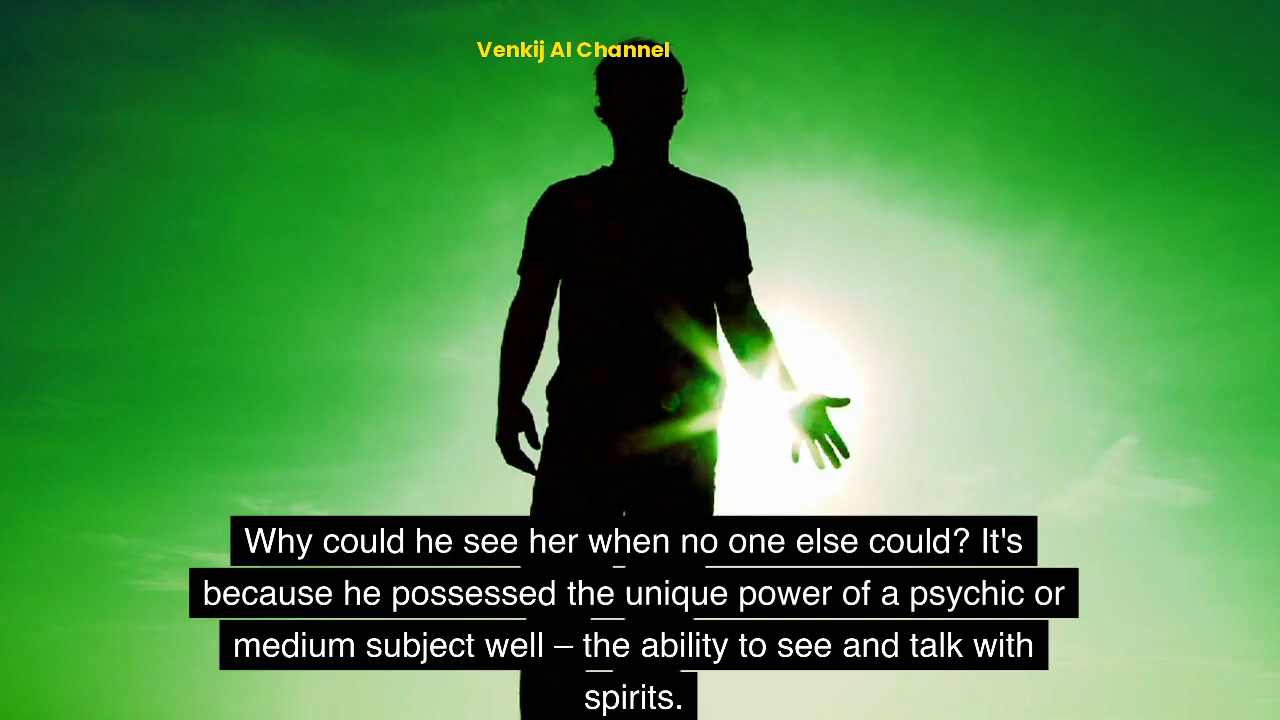 Venkij AI Channel
Why could he see her when no one else could? It's
because he possessed the unique power of a psychic or
medium subject well – the ability to see and talk with
spirits.